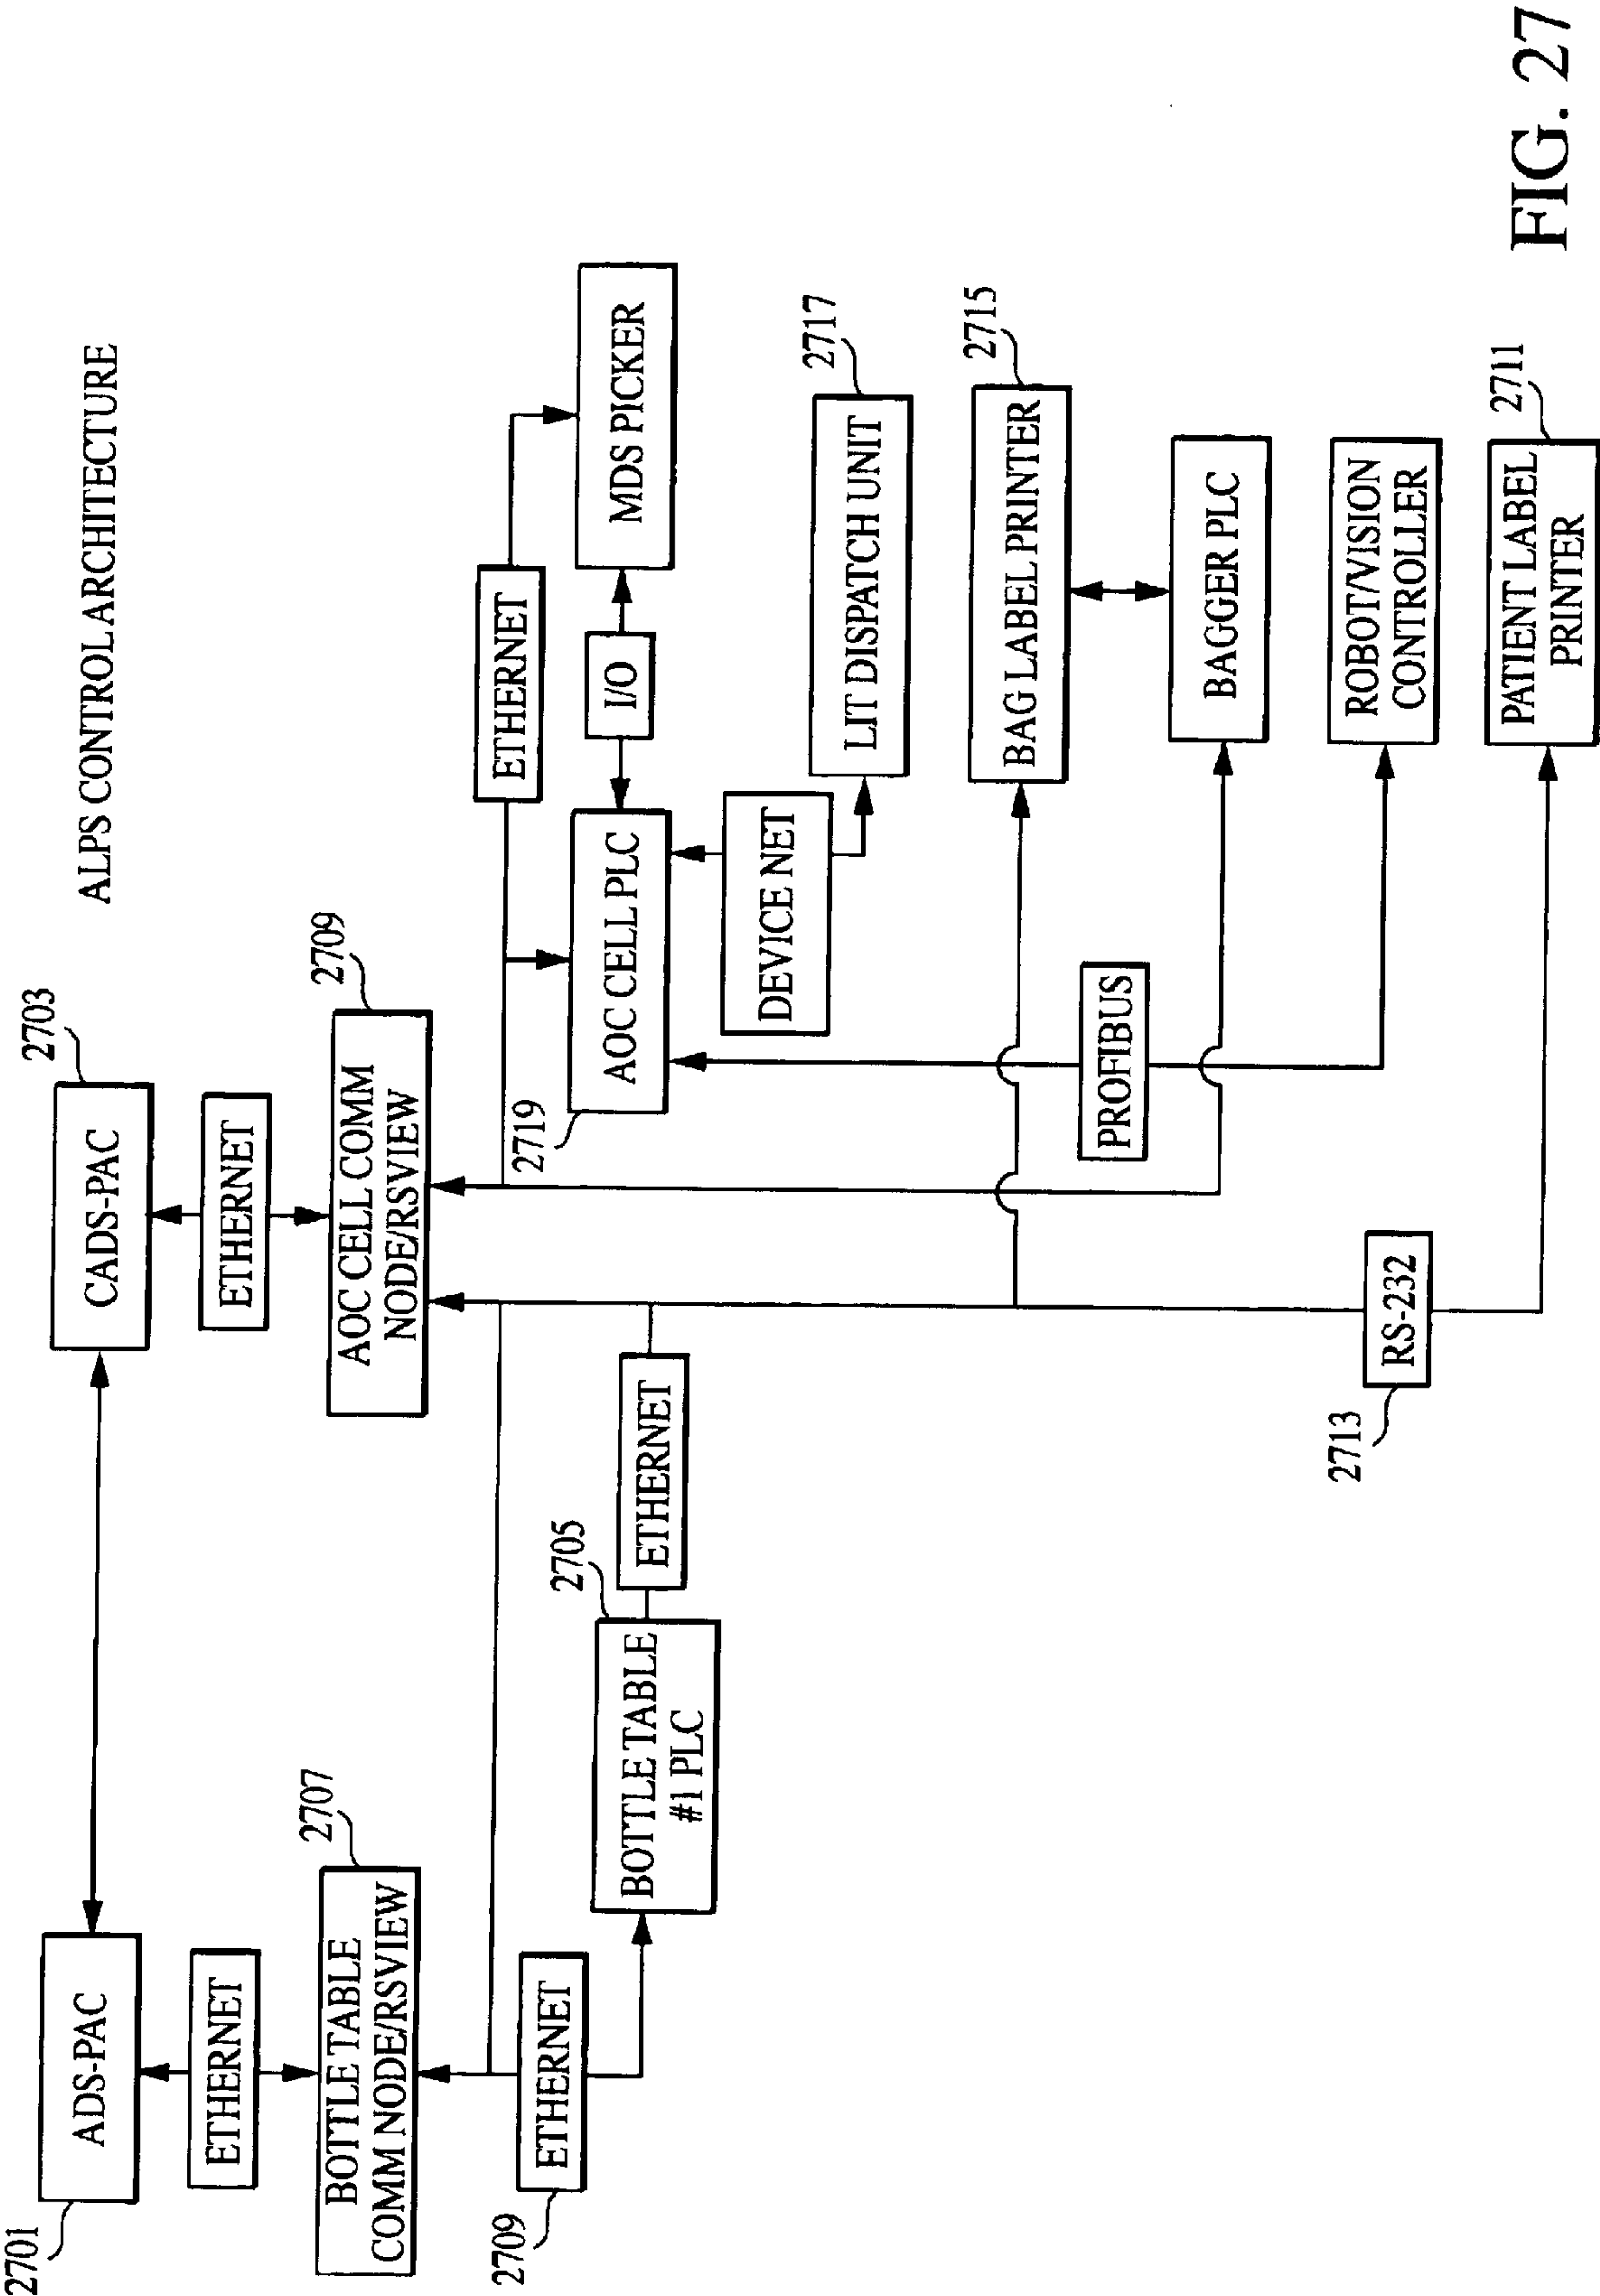 ALPS CONTROL ARCHITECTURE
2701
ADS-PAC
2703
CADS-PAC
ETHERNET
ETHERNET
2707
BOTTLE TABLE
COMM NODE/RSVIEW
2709
AOC CELL COMM
NODE/RSVIEW
2709
ETHERNET
ETHERNET
2705
BOTTLE TABLE
#1 PLC
ETHERNET
2719
AOC CELL PLC
I/O
MDS PICKER
DEVICE NET
LIT DISPATCH UNIT
2717
BAG LABEL PRINTER
2715
PROFIBUS
BAGGER PLC
ROBOT/VISION
CONTROLLER
2713
RS-232
PATIENT LABEL
PRINTER
2711
FIG. 27